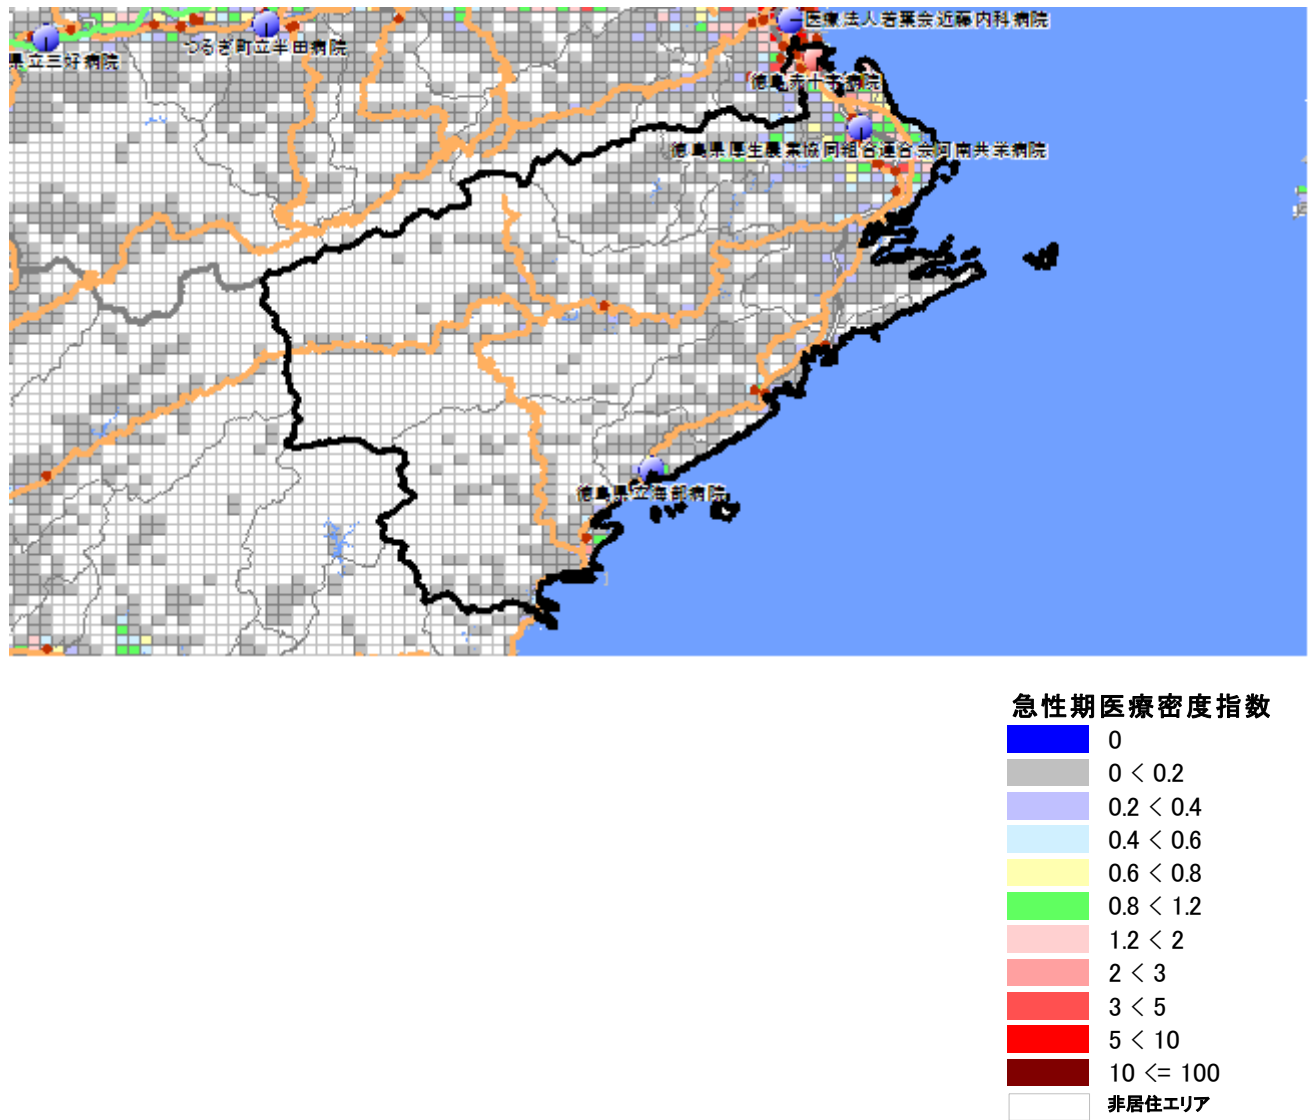 医療法人若葉会近藤内科病院
つるぎ町立半田病院
県立三好病院
徳島赤十字病院
徳島県厚生農業協同組合連合会阿南共栄病院
徳島県立海部病院
急性期医療密度指数
0
0 < 0.2
0.2 < 0.4
0.4 < 0.6
0.6 < 0.8
0.8 < 1.2
1.2 < 2
2 < 3
3 < 5
5 < 10
10 <= 100
非居住エリア